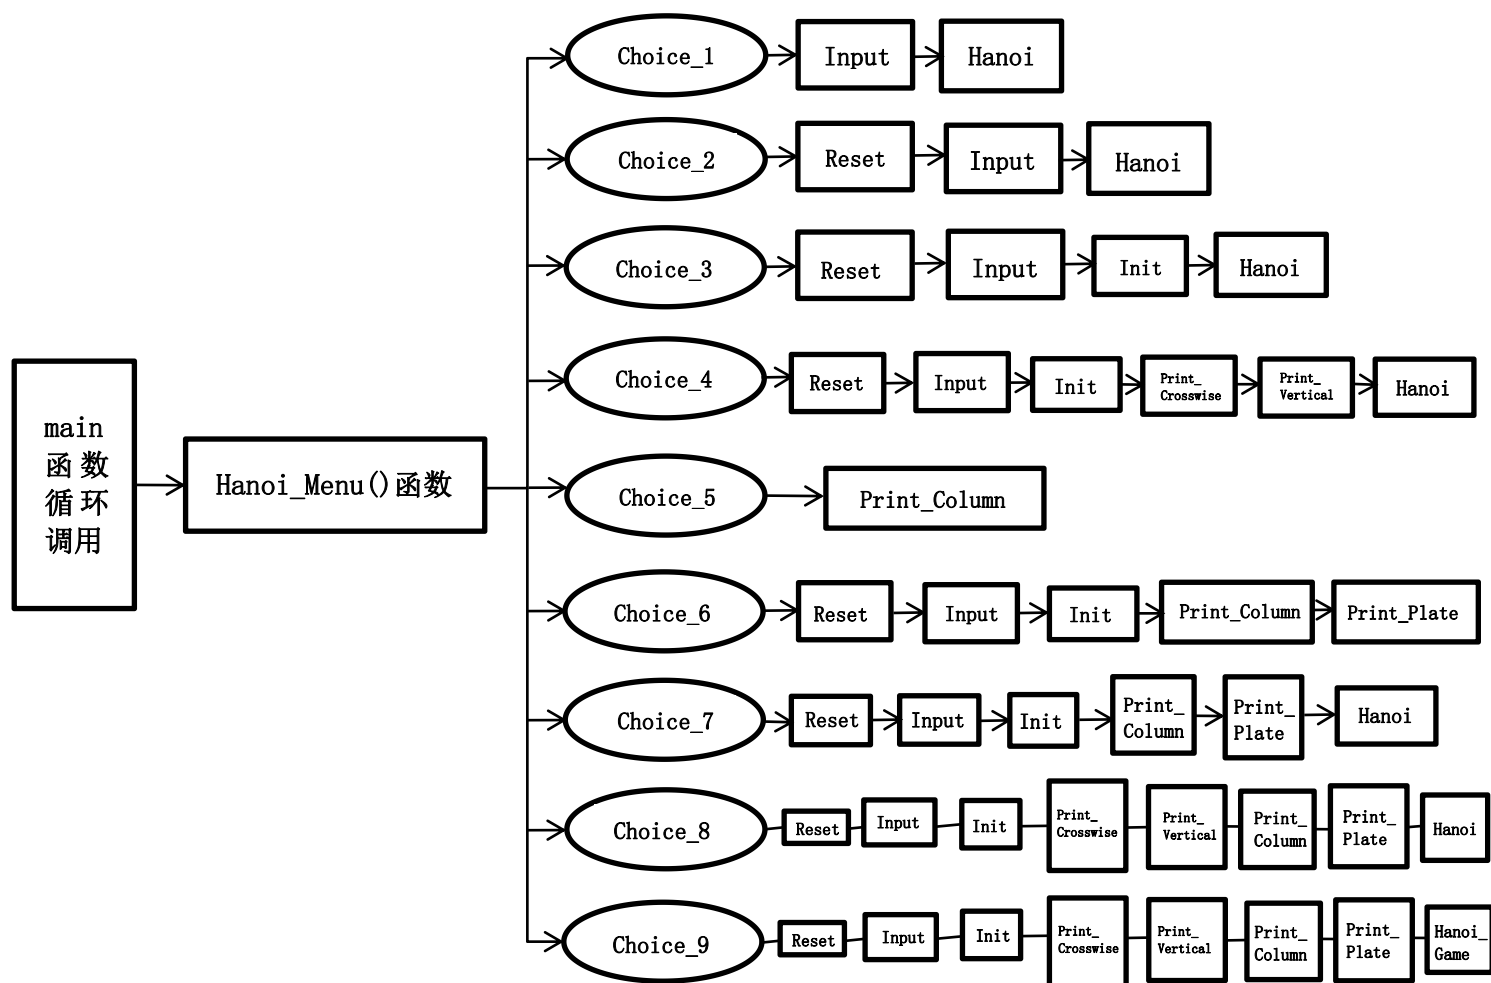 Choice_1
Input
Hanoi
Choice_2
Reset
Input
Hanoi
Choice_3
Reset
Input
Init
Hanoi
Choice_4
Reset
Input
Init
Print_
Crosswise
Print_
Vertical
Hanoi
main
函数
循环
调用
Hanoi_Menu()函数
Choice_5
Print_Column
Choice_6
Reset
Input
Init
Print_Column
Print_Plate
Choice_7
Reset
Input
Init
Print_
Column
Print_
Plate
Hanoi
Choice_8
Reset
Input
Init
Print_
Crosswise
Print_
Vertical
Print_
Column
Print_
Plate
Hanoi
Choice_9
Reset
Input
Init
Print_
Crosswise
Print_
Vertical
Print_
Column
Print_
Plate
Hanoi_
Game